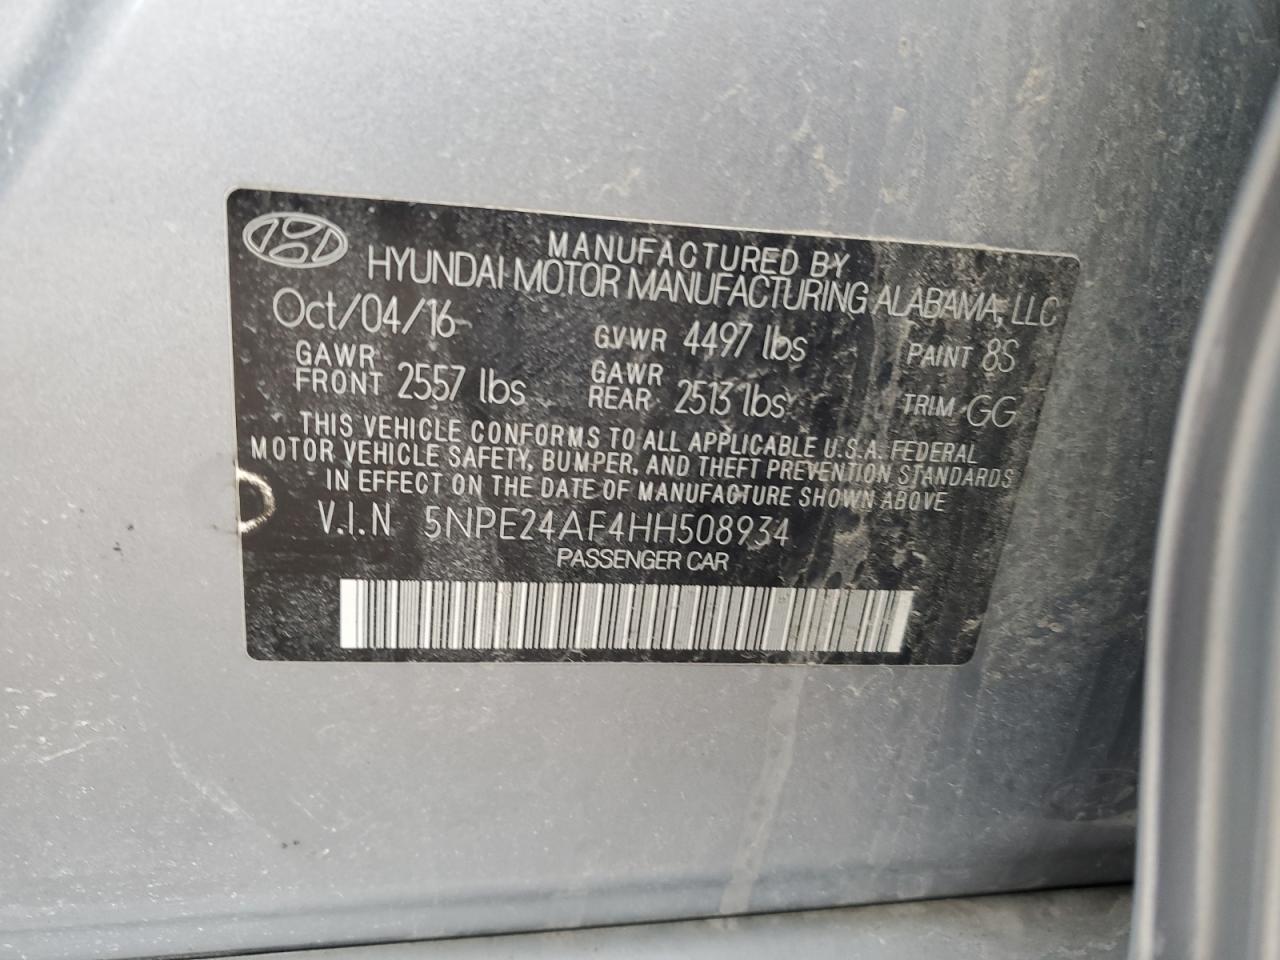 MANUFACTURED BY
HYUNDAI MOTOR MANUFACTURING ALABAMA, LLC
Oct/04/16 GVWR 4497 lbs PAINT 8S
GAWR FRONT 2557 lbs GAWR REAR 2513 lbs TRIM GG
THIS VEHICLE CONFORMS TO ALL APPLICABLE U.S.A. FEDERAL
MOTOR VEHICLE SAFETY, BUMPER, AND THEFT PREVENTION STANDARDS
IN EFFECT ON THE DATE OF MANUFACTURE SHOWN ABOVE
V.I.N 5NPE24AF4HH508934
PASSENGER CAR